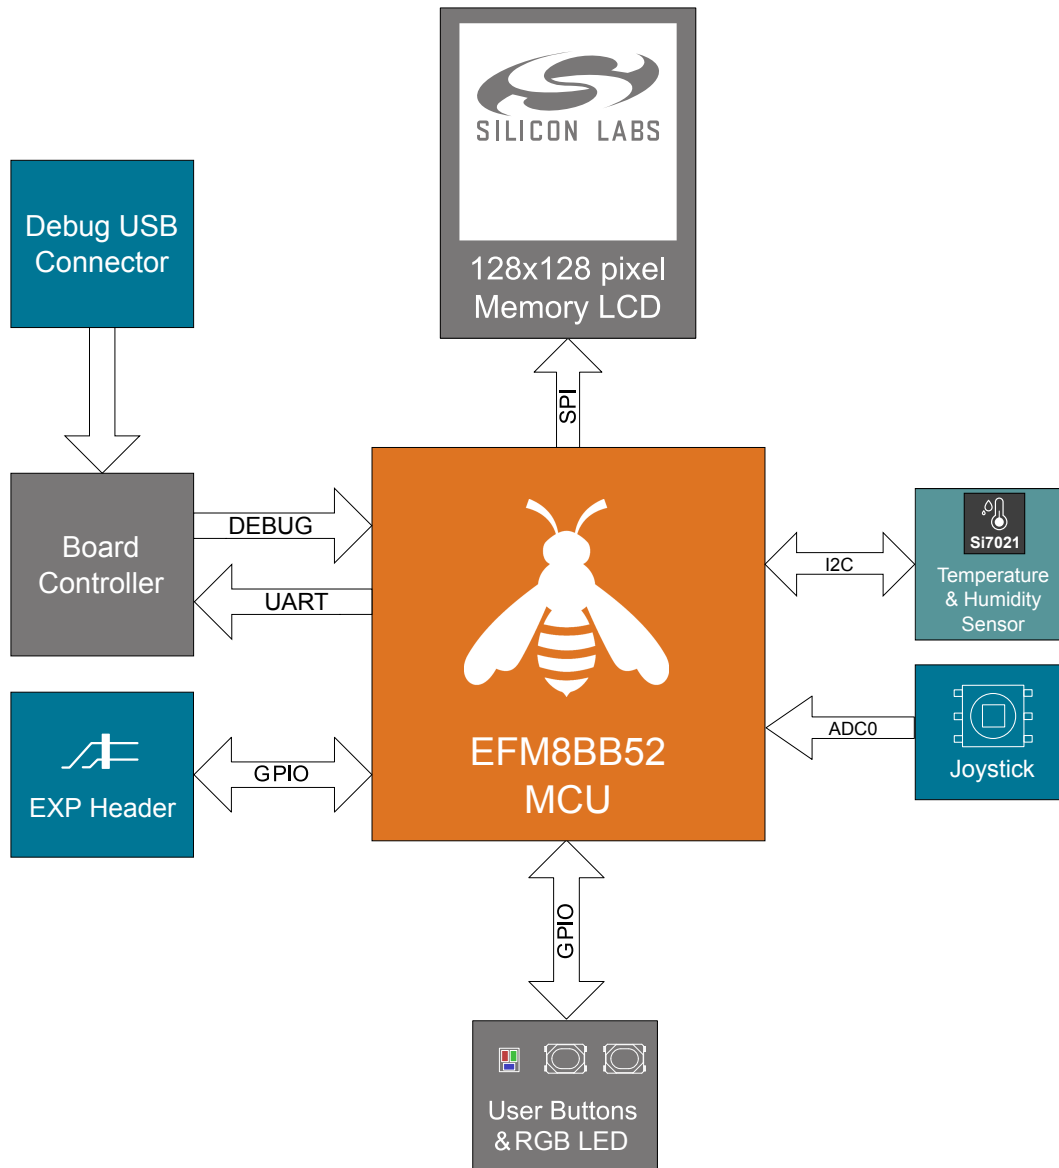 SILICON LABS
128x128 pixel
Memory LCD
Debug USB
Connector
SPI
Board
Controller
DEBUG
UART
EFM8BB52
MCU
I2C
Si7021
Temperature
& Humidity
Sensor
ADC0
Joystick
GPIO
EXP Header
GPIO
User Buttons
& RGB LED